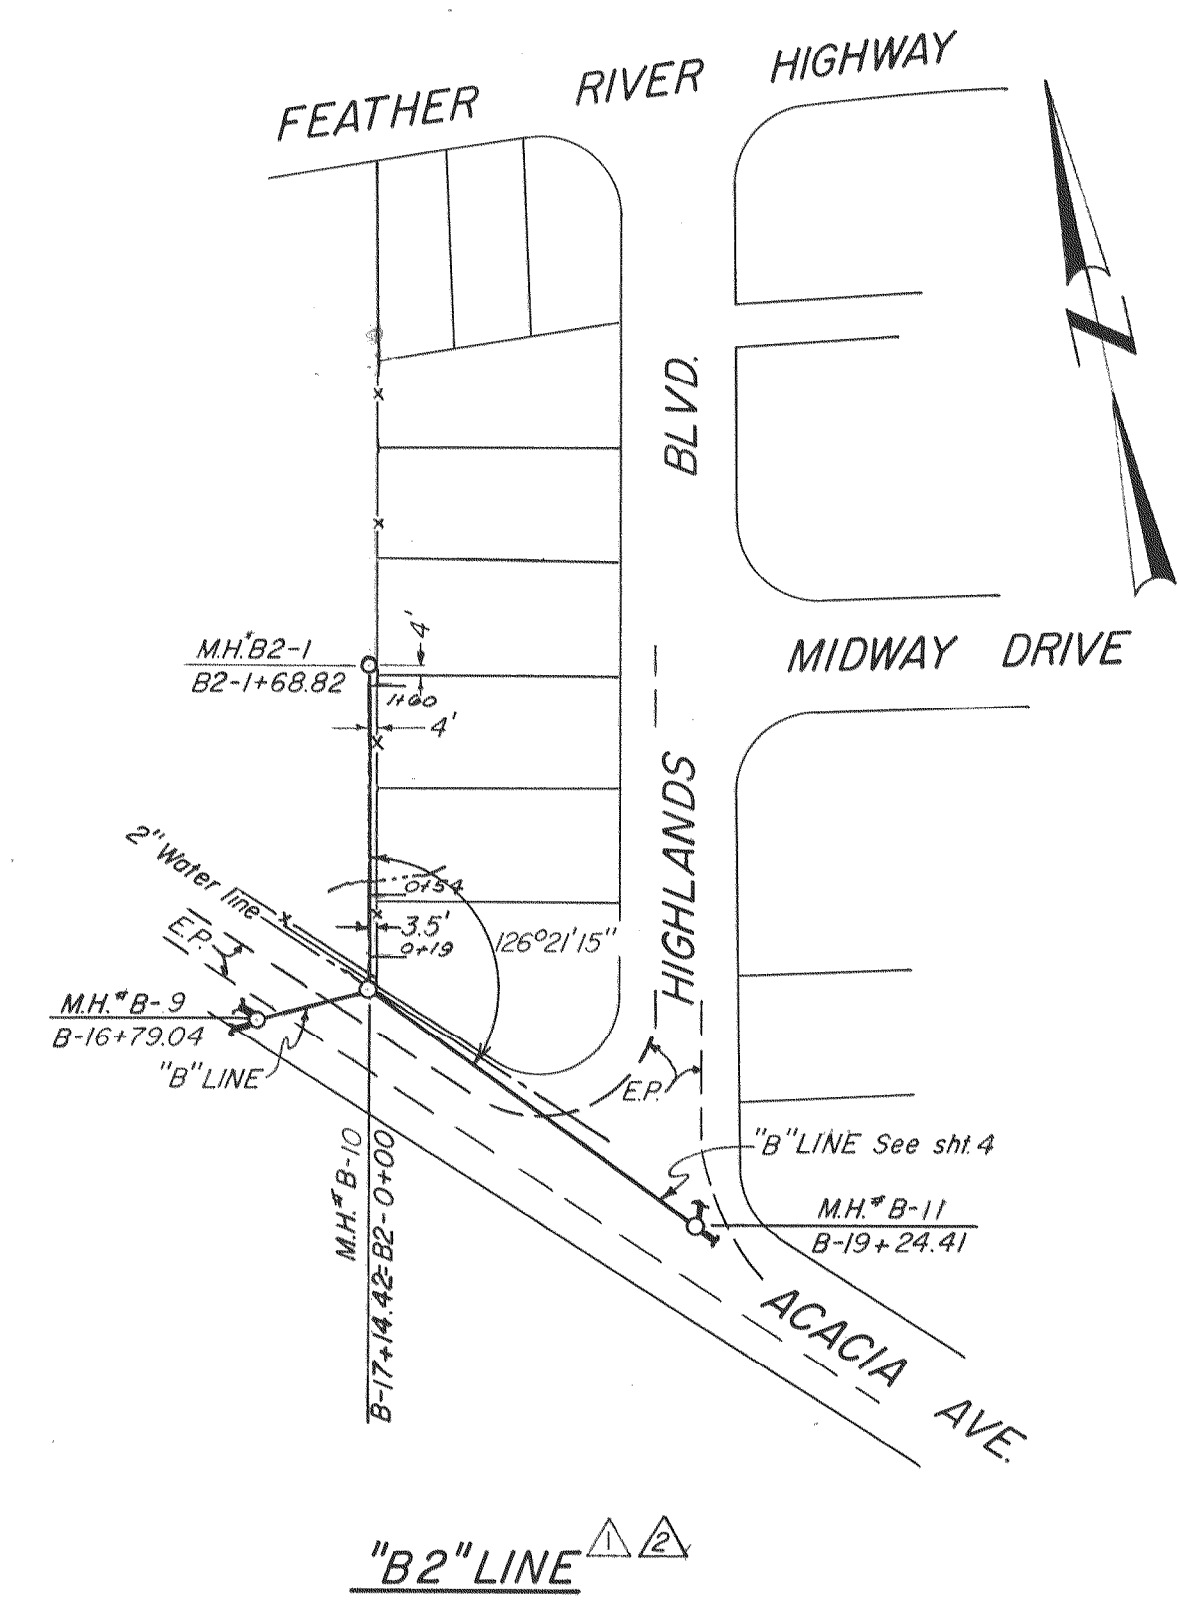 FEATHER RIVER HIGHWAY
N
BLVD.
4'
M.H.# B2-1
B2-1+68.82
1+60
4'
MIDWAY DRIVE
HIGHLANDS
2" Water line
0+54
3.5'
0+19
126°21'15"
E.P.
M.H.# B-9
B-16+79.04
"B" LINE
E.P.
M.H.# B-10
B-17+14.42=B2-0+00
"B" LINE See sht. 4
M.H.# B-11
B-19+24.41
ACACIA AVE.
"B2" LINE
1
2